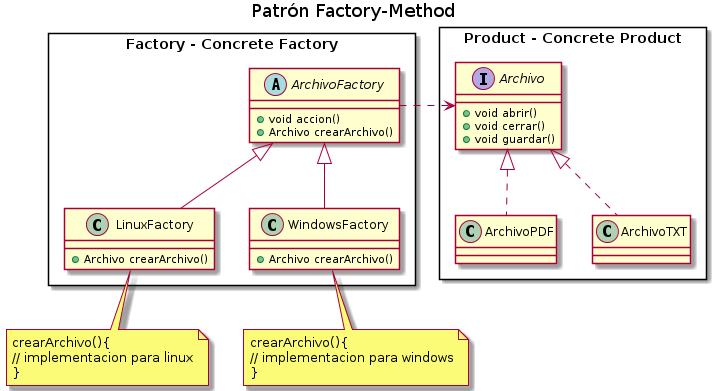 Patrón Factory-Method
Factory - Concrete Factory
Product - Concrete Product
A ArchivoFactory
void accion()
Archivo crearArchivo()
I Archivo
void abrir()
void cerrar()
void guardar()
C LinuxFactory
Archivo crearArchivo()
C WindowsFactory
Archivo crearArchivo()
C ArchivoPDF
C ArchivoTXT
crearArchivo(){
// implementacion para linux
}
crearArchivo(){
// implementacion para windows
}